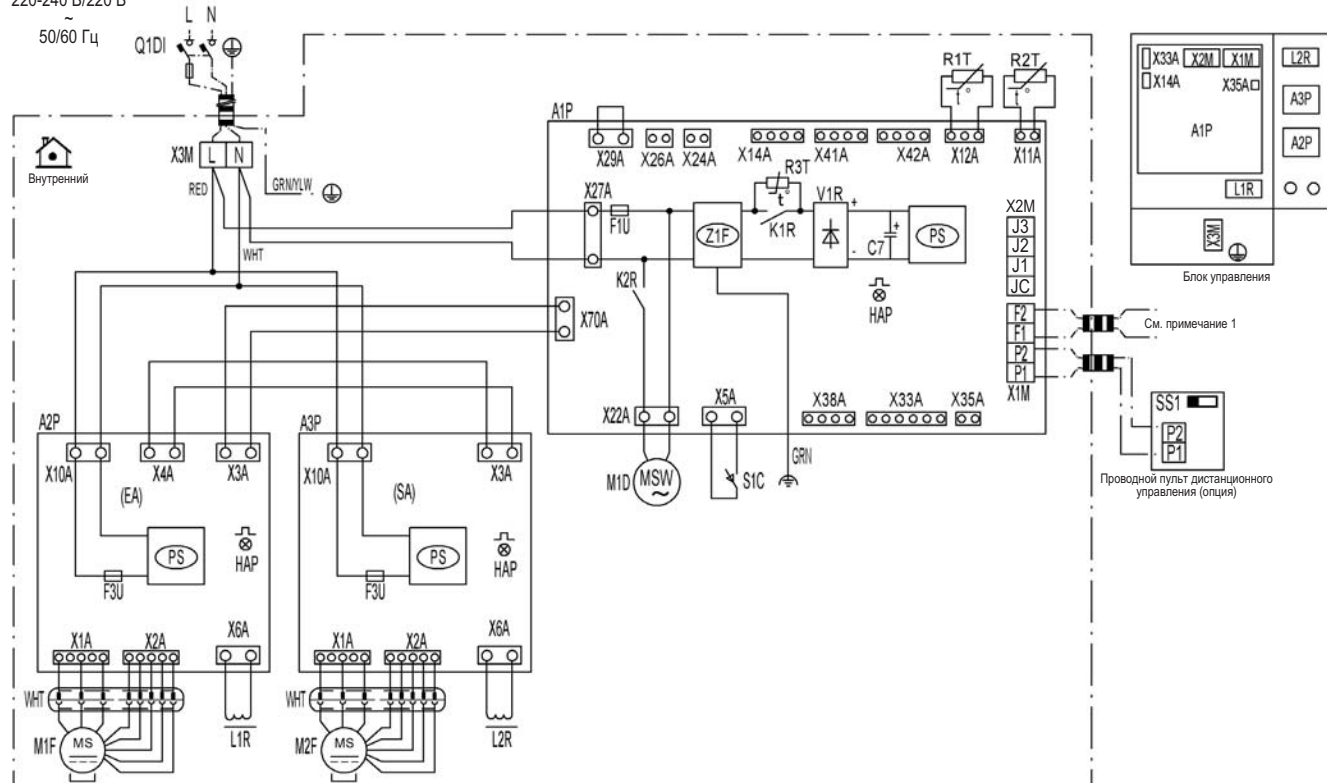 220-240 В/220 В
~
50/60 Гц
L N
Q1DI
Внутренний
X3M
L N
RED
GRN/YLW
WHT
A1P
X29A
X26A
X24A
X14A
X41A
X42A
R1T
t°
X12A
R2T
t°
X11A
X27A
F1U
Z1F
R3T
t°
K1R
V1R
+
-
C7
+
PS
HAP
K2R
X70A
X2M
J3
J2
J1
JC
F2
F1
P2
P1
X1M
См. примечание 1
X22A
X5A
X38A
X33A
X35A
M1D
MSW
~
S1C
GRN
SS1
P2
P1
Проводной пульт дистанционного
управления (опция)
X33A
X2M
X1M
X14A
X35A
A1P
L1R
X3M
L2R
A3P
A2P
Блок управления
A2P
X10A
X4A
X3A
(EA)
PS
HAP
F3U
X1A
X2A
X6A
WHT
M1F
MS
L1R
A3P
X10A
X3A
(SA)
PS
HAP
F3U
X1A
X2A
X6A
WHT
M2F
MS
L2R